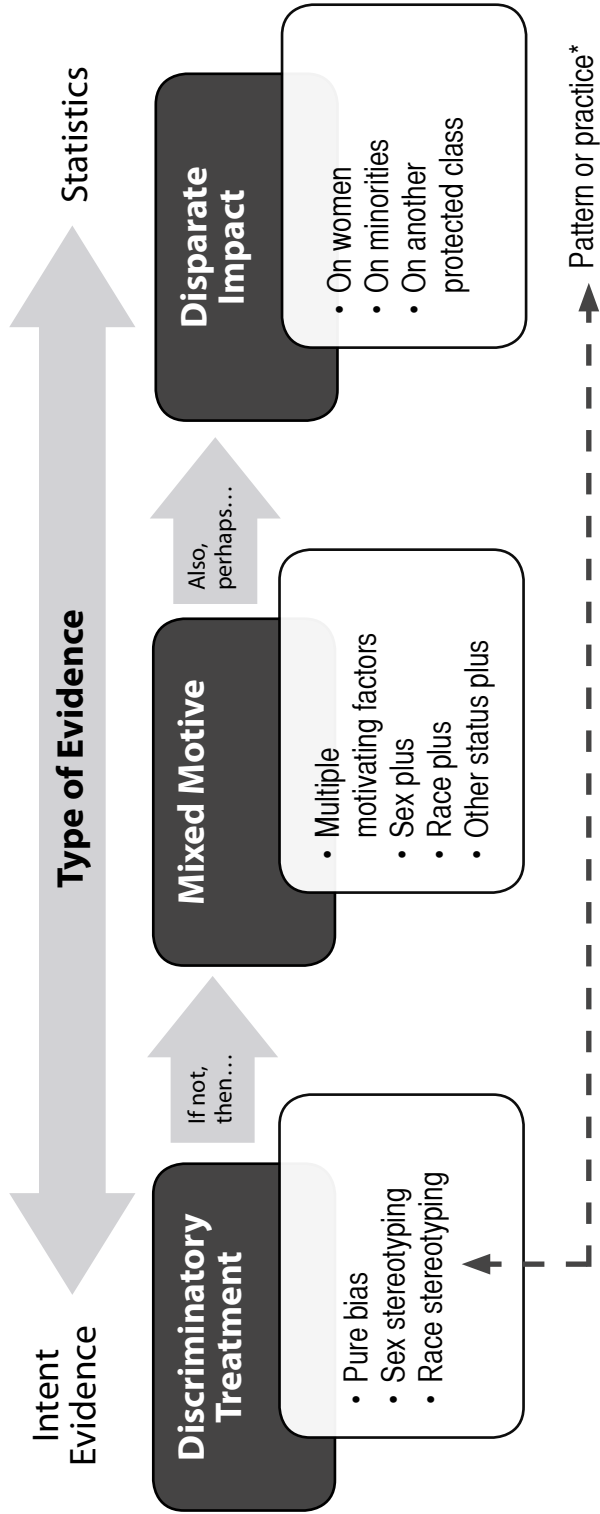 Type of Evidence
Intent
Evidence
Statistics
Discriminatory
Treatment
• Pure bias
• Sex stereotyping
• Race stereotyping
If not,
then…
Mixed Motive
• Multiple
motivating factors
• Sex plus
• Race plus
• Other status plus
Also,
perhaps…
Disparate
Impact
• On women
• On minorities
• On another
protected class
Pattern or practice*